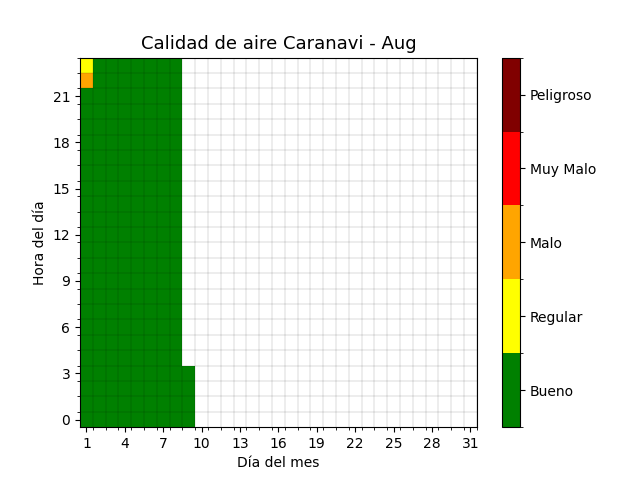 Calidad de aire Caranavi - Aug
Hora del día
21
18
15
12
9
6
3
0
1 4 7 10 13 16 19 22 25 28 31
Día del mes
Peligroso
Muy Malo
Malo
Regular
Bueno